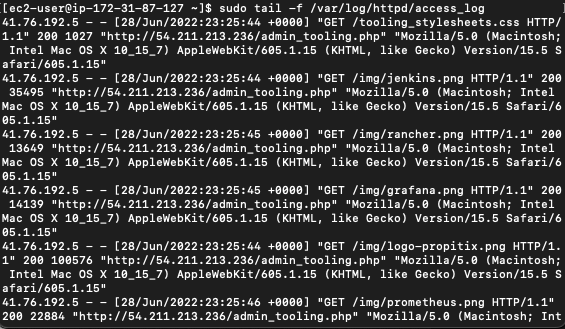 [ec2-user@ip-172-31-87-127 ~]$ sudo tail -f /var/log/httpd/access_log
41.76.192.5 - - [28/Jun/2022:23:25:44 +0000] "GET /tooling_stylesheets.css HTTP/
1.1" 200 1027 "http://54.211.213.236/admin_tooling.php" "Mozilla/5.0 (Macintosh;
 Intel Mac OS X 10_15_7) AppleWebKit/605.1.15 (KHTML, like Gecko) Version/15.5 S
afari/605.1.15"
41.76.192.5 - - [28/Jun/2022:23:25:44 +0000] "GET /img/jenkins.png HTTP/1.1" 200
 35495 "http://54.211.213.236/admin_tooling.php" "Mozilla/5.0 (Macintosh; Intel
Mac OS X 10_15_7) AppleWebKit/605.1.15 (KHTML, like Gecko) Version/15.5 Safari/6
05.1.15"
41.76.192.5 - - [28/Jun/2022:23:25:45 +0000] "GET /img/rancher.png HTTP/1.1" 200
 13649 "http://54.211.213.236/admin_tooling.php" "Mozilla/5.0 (Macintosh; Intel
Mac OS X 10_15_7) AppleWebKit/605.1.15 (KHTML, like Gecko) Version/15.5 Safari/6
05.1.15"
41.76.192.5 - - [28/Jun/2022:23:25:45 +0000] "GET /img/grafana.png HTTP/1.1" 200
 14139 "http://54.211.213.236/admin_tooling.php" "Mozilla/5.0 (Macintosh; Intel
Mac OS X 10_15_7) AppleWebKit/605.1.15 (KHTML, like Gecko) Version/15.5 Safari/6
05.1.15"
41.76.192.5 - - [28/Jun/2022:23:25:44 +0000] "GET /img/logo-propitix.png HTTP/1.
1" 200 100576 "http://54.211.213.236/admin_tooling.php" "Mozilla/5.0 (Macintosh;
 Intel Mac OS X 10_15_7) AppleWebKit/605.1.15 (KHTML, like Gecko) Version/15.5 S
afari/605.1.15"
41.76.192.5 - - [28/Jun/2022:23:25:46 +0000] "GET /img/prometheus.png HTTP/1.1"
200 22884 "http://54.211.213.236/admin_tooling.php" "Mozilla/5.0 (Macintosh; Int